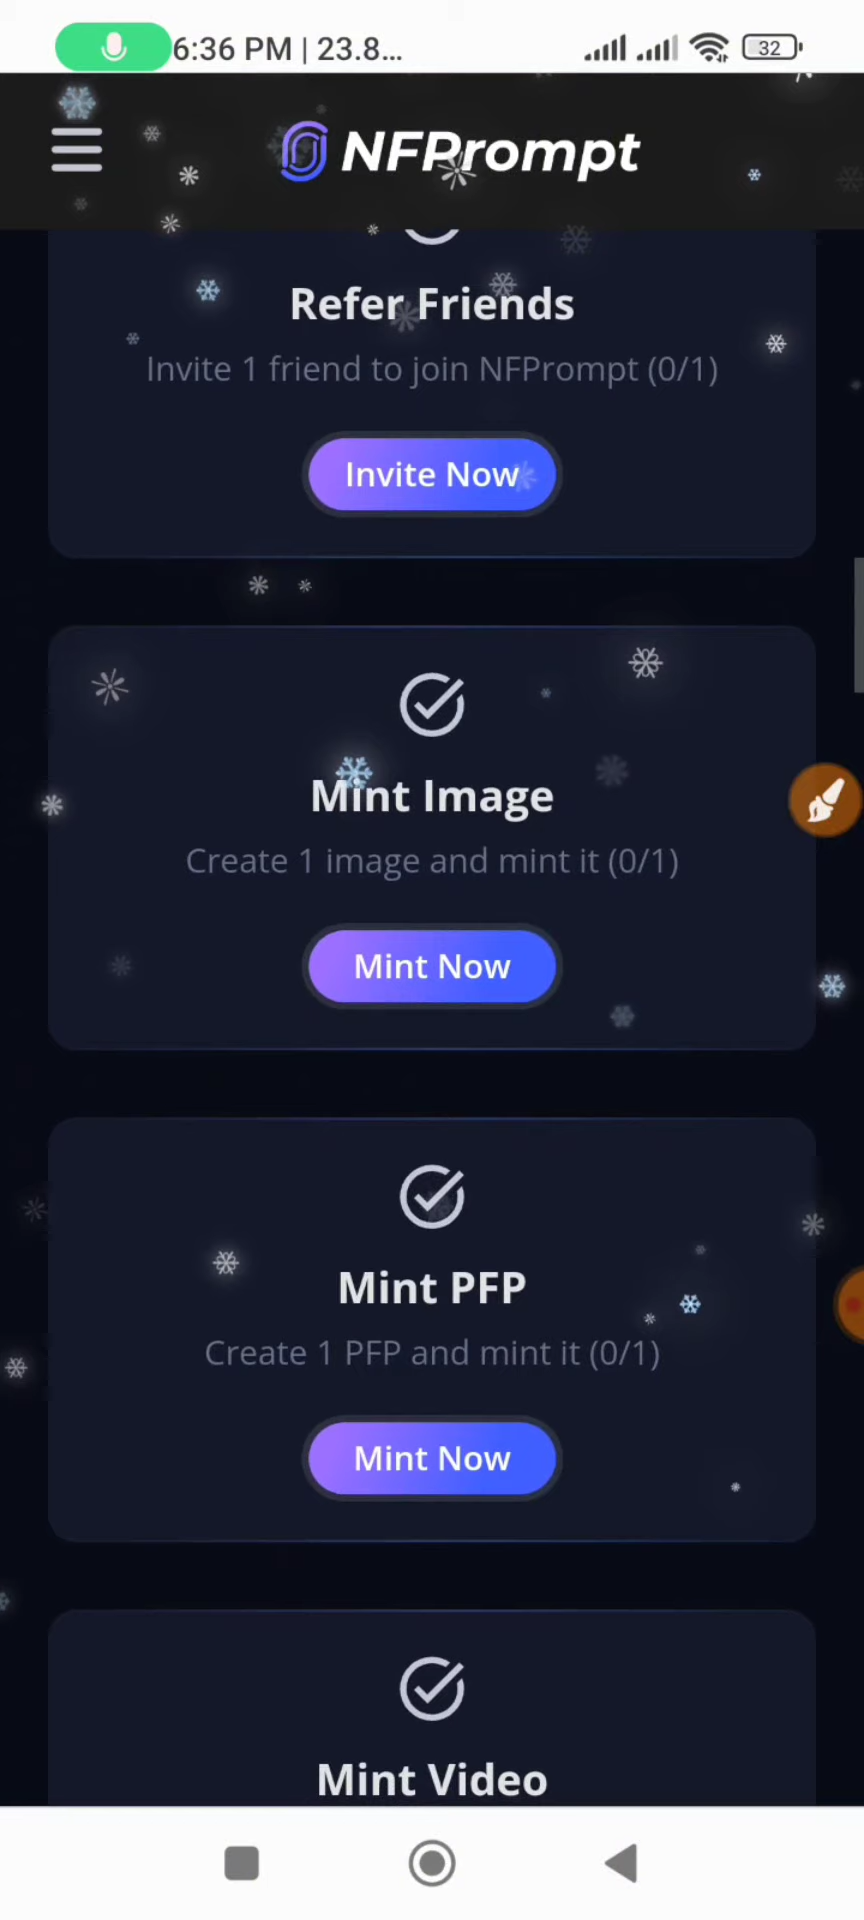 6:36 PM | 23.8...
32
NFPrompt
Refer Friends
Invite 1 friend to join NFPrompt (0/1)
Invite Now
Mint Image
Create 1 image and mint it (0/1)
Mint Now
Mint PFP
Create 1 PFP and mint it (0/1)
Mint Now
Mint Video